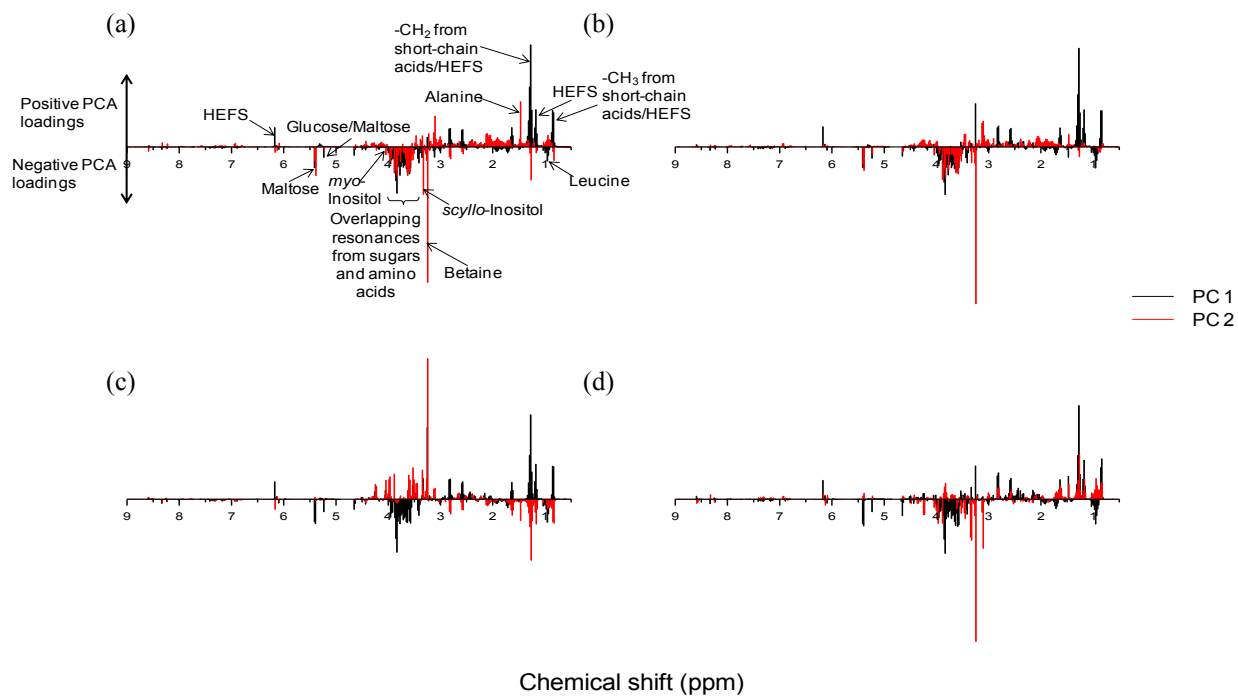 (a)
-CH2 from
short-chain
acids/HEFS
HEFS
-CH3 from
short-chain
acids/HEFS
Alanine
Positive PCA
loadings
HEFS
Glucose/Maltose
9 8 7 6 5 4 3 2 1
Negative PCA
loadings
Maltose
myo-
Inositol
Leucine
scyllo-Inositol
Overlapping
resonances
from sugars
and amino
acids
Betaine
(b)
9 8 7 6 5 4 3 2 1
PC 1
PC 2
(c)
9 8 7 6 5 4 3 2 1
(d)
9 8 7 6 5 4 3 2 1
Chemical shift (ppm)